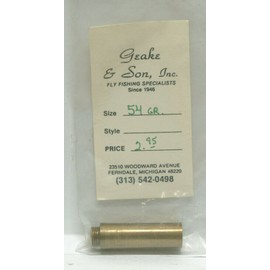 Geake
& Son, Inc.
FLY FISHING SPECIALISTS
Since 1946
Size 54 GR.
Style
PRICE 2.95
23510 WOODWARD AVENUE
FERNDALE, MICHIGAN 48220
(313) 542-0498